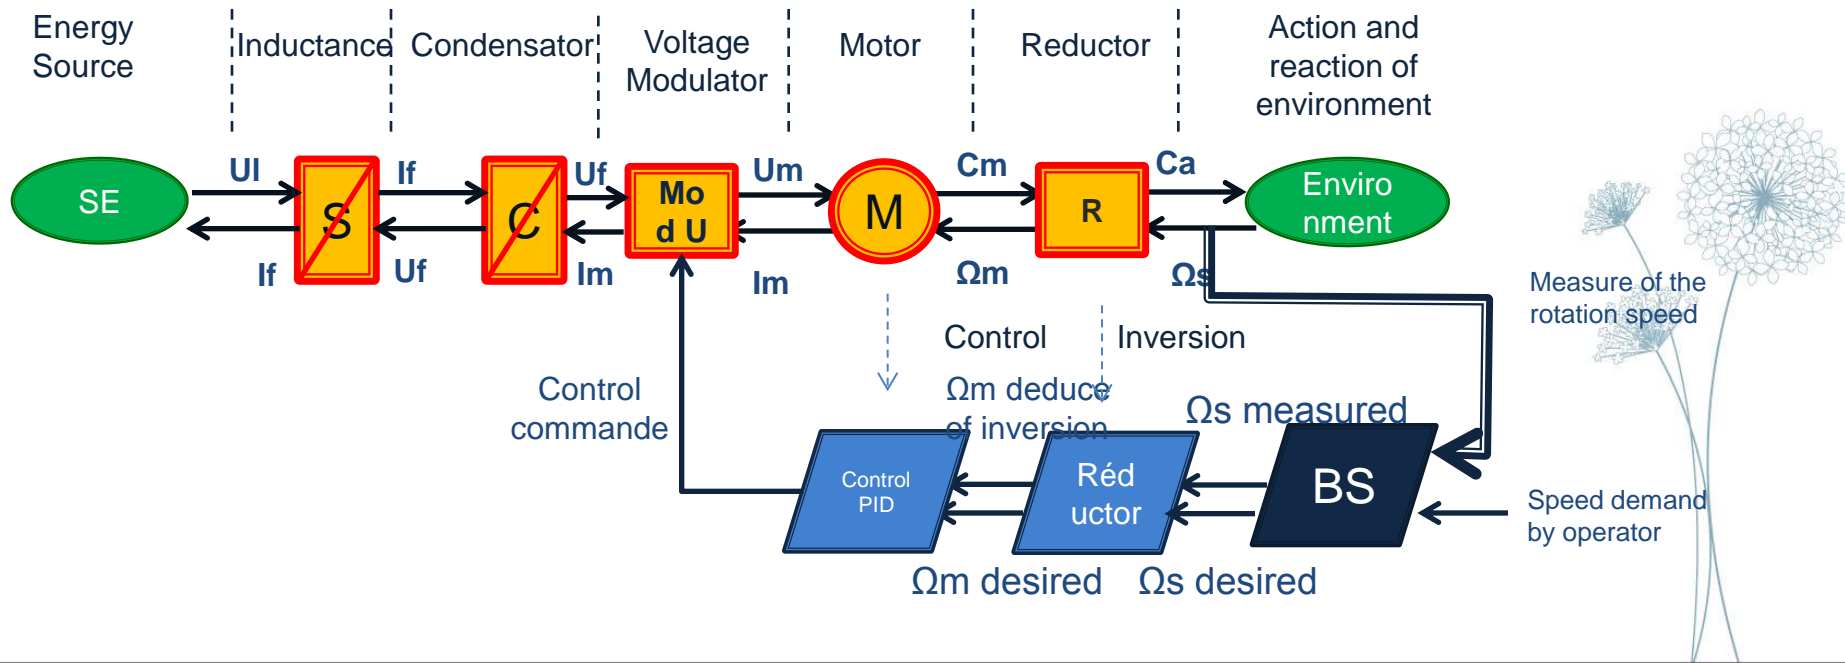 Energy
Source
Inductance
Condensator
Voltage
Modulator
Motor
Reductor
Action and
reaction of
environment
SE
UI
If
S
If
Uf
C
Uf
Im
Mo
d U
Um
Im
M
Cm
Ωm
R
Ca
Ωs
Enviro
nment
Measure of the
rotation speed
Control
Inversion
Control
commande
Ωm deduce
of inversion
Ωs measured
Control
PID
Réd
uctor
BS
Speed demand
by operator
Ωm desired
Ωs desired